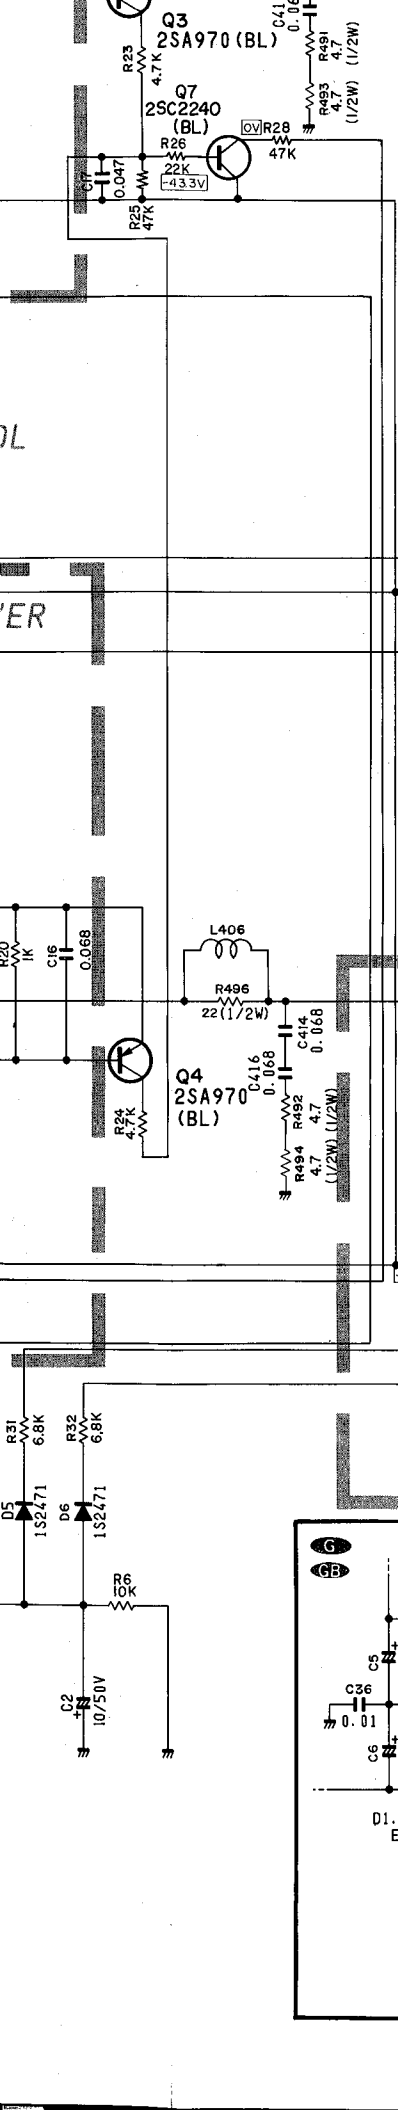 Q3
2SA970(BL)
C41
0.06
R23
4.7K
R491
4.7
(1/2W)
R493
4.7
(1/2W)
Q7
2SC2240
(BL)
R26
22K
-43.3V
0V
R28
47K
C17
0.047
R25
47K
OL
'ER
R20
1K
C16
0.068
L406
R496
22(1/2W)
C414
0.068
C416
0.068
Q4
2SA970
(BL)
R24
4.7K
R492
4.7
(1/2W)
R494
4.7
(1/2W)
R31
6.8K
R32
6.8K
D5
1S2471
D6
1S2471
R6
10K
C2
+
10/50V
G
GB
C5
+
C36
0.01
C6
+
D1.
E